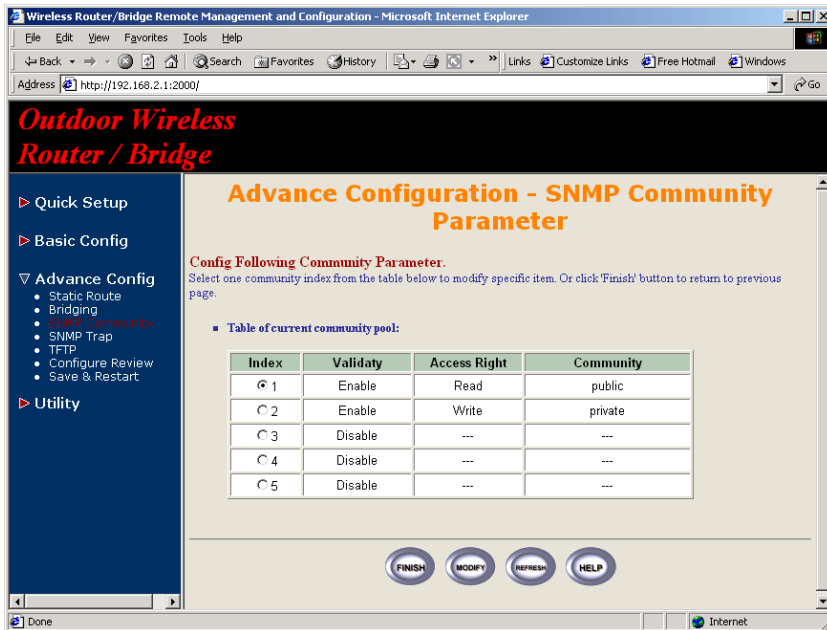 Wireless Router/Bridge Remote Management and Configuration - Microsoft Internet Explorer
File Edit View Favorites Tools Help
Back Search Favorites History » Links Customize Links Free Hotmail Windows
Address http://192.168.2.1:2000/ Go
Outdoor Wireless
Router / Bridge
Quick Setup
Basic Config
Advance Config
Static Route
Bridging
SNMP Community
SNMP Trap
TFTP
Configure Review
Save & Restart
Utility
Advance Configuration - SNMP Community
Parameter
Config Following Community Parameter.
Select one community index from the table below to modify specific item. Or click 'Finish' button to return to previous
page.
Table of current community pool:
Index Validaty Access Right Community
1 Enable Read public
2 Enable Write private
3 Disable --- ---
4 Disable --- ---
5 Disable --- ---
FINISH MODIFY REFRESH HELP
Done Internet